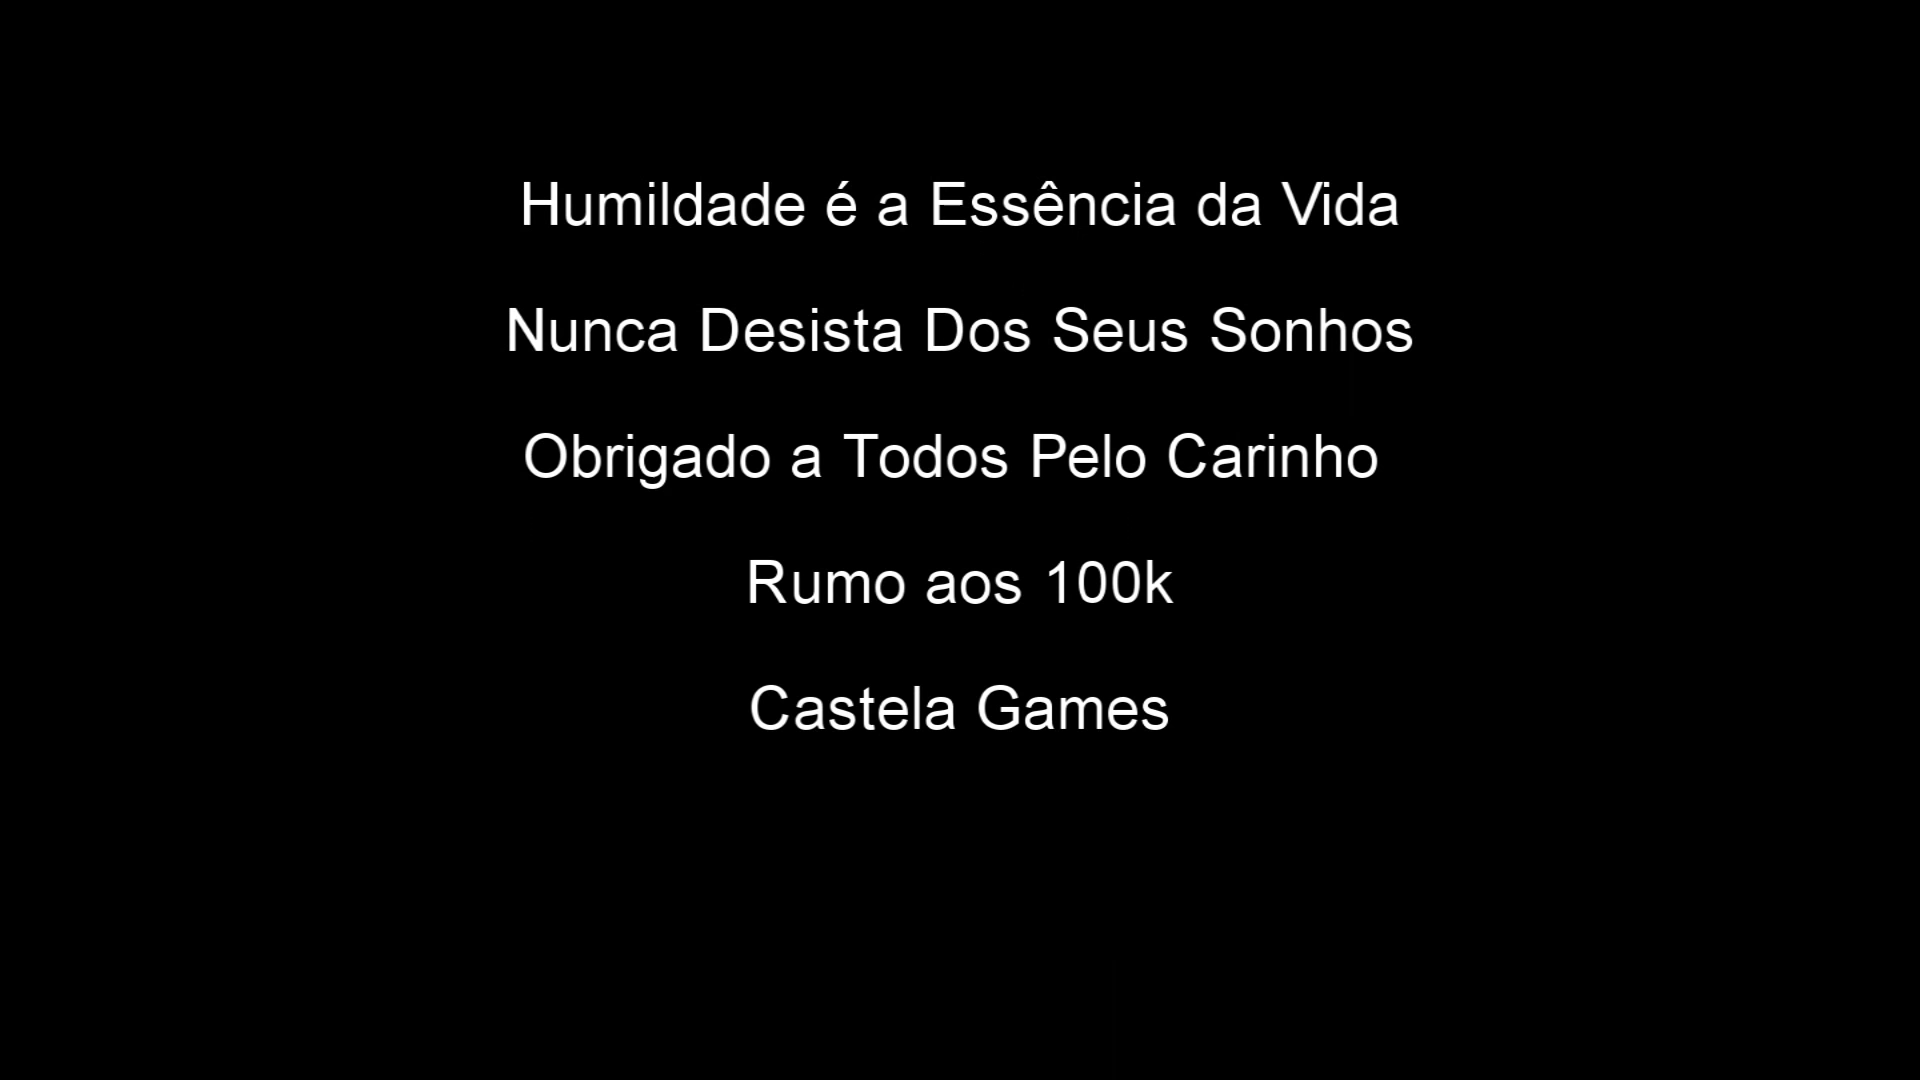 Humildade é a Essência da Vida
Nunca Desista Dos Seus Sonhos
Obrigado a Todos Pelo Carinho
Rumo aos 100k
Castela Games